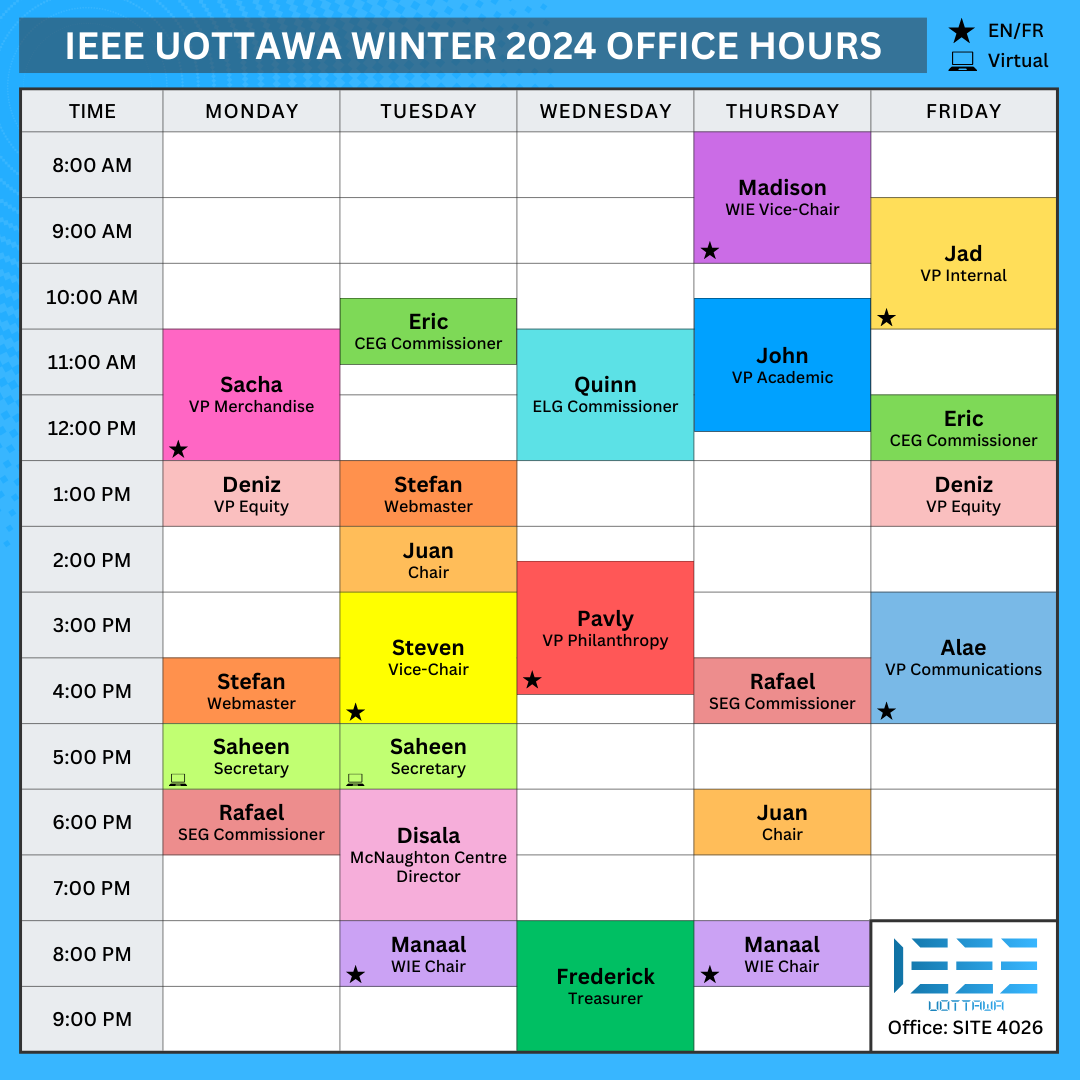 IEEE UOTTAWA WINTER 2024 OFFICE HOURS
EN/FR
Virtual
TIME
MONDAY
TUESDAY
WEDNESDAY
THURSDAY
FRIDAY
8:00 AM
Madison
WIE Vice-Chair
9:00 AM
Jad
VP Internal
10:00 AM
Eric
CEG Commissioner
John
VP Academic
11:00 AM
Sacha
VP Merchandise
Quinn
ELG Commissioner
12:00 PM
Eric
CEG Commissioner
1:00 PM
Deniz
VP Equity
Stefan
Webmaster
Deniz
VP Equity
2:00 PM
Juan
Chair
Pavly
VP Philanthropy
3:00 PM
Steven
Vice-Chair
Alae
VP Communications
4:00 PM
Stefan
Webmaster
Rafael
SEG Commissioner
5:00 PM
Saheen
Secretary
Saheen
Secretary
6:00 PM
Rafael
SEG Commissioner
Disala
McNaughton Centre
Director
Juan
Chair
7:00 PM
8:00 PM
Manaal
WIE Chair
Frederick
Treasurer
Manaal
WIE Chair
9:00 PM
IEEE
UOTTAWA
Office: SITE 4026